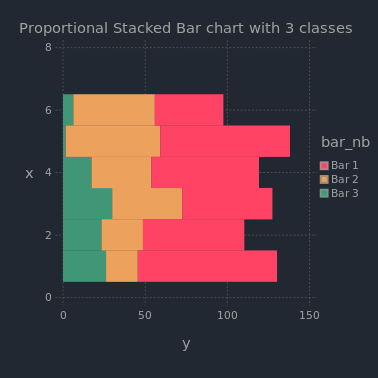 Proportional Stacked Bar chart with 3 classes
8
6
4
2
0
x
0 50 100 150
y
bar_nb
Bar 1
Bar 2
Bar 3